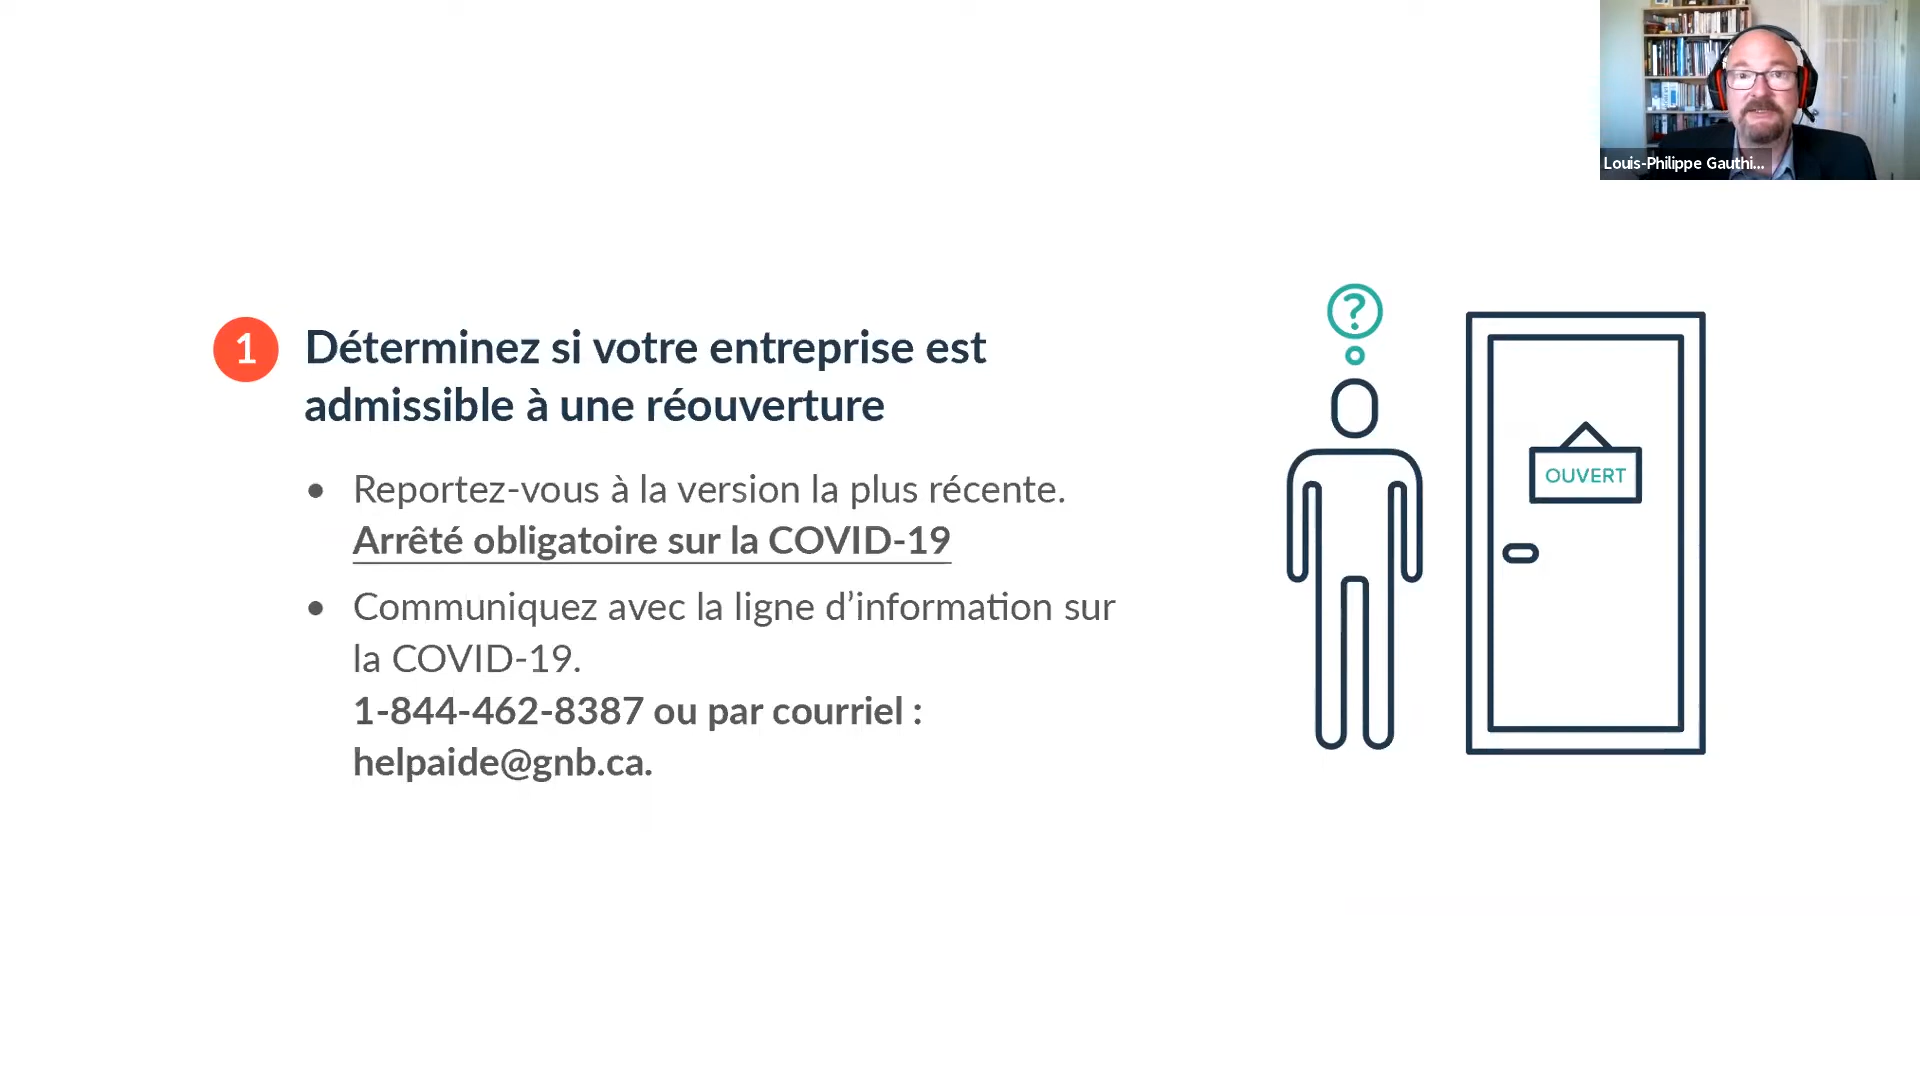 Louis-Philippe Gauthi...
1 Déterminez si votre entreprise est
admissible à une réouverture
• Reportez-vous à la version la plus récente.
Arrêté obligatoire sur la COVID-19
• Communiquez avec la ligne d’information sur
la COVID-19.
1-844-462-8387 ou par courriel :
helpaide@gnb.ca.
?
OUVERT